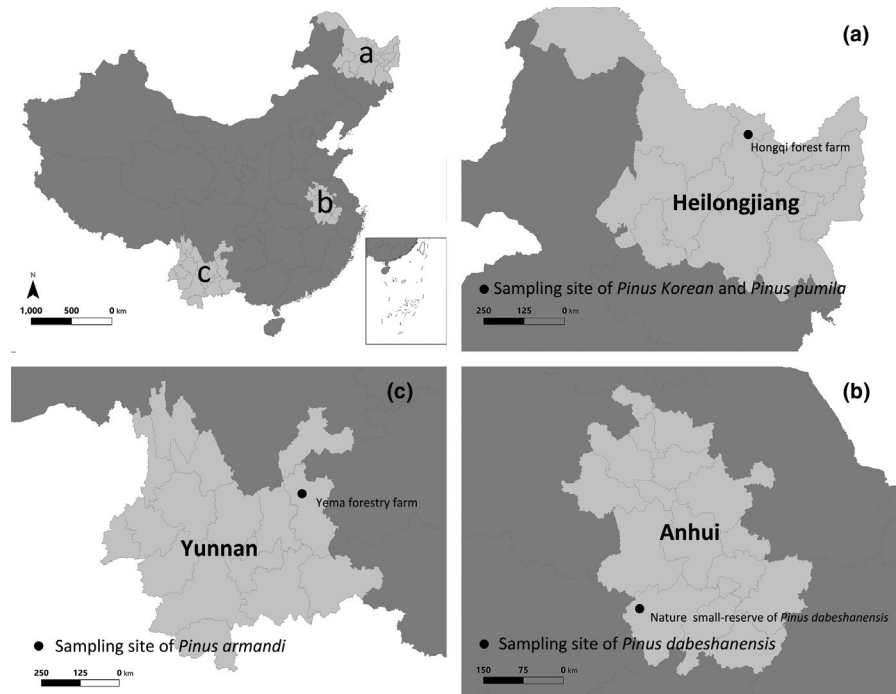 a
b
c
N
1,000 500 0 km
(a)
Hongqi forest farm
Heilongjiang
Sampling site of Pinus Korean and Pinus pumila
250 125 0 km
(c)
Yema forestry farm
Yunnan
Sampling site of Pinus armandi
250 125 0 km
(b)
Anhui
Nature small-reserve of Pinus dabeshanensis
Sampling site of Pinus dabeshanensis
150 75 0 km